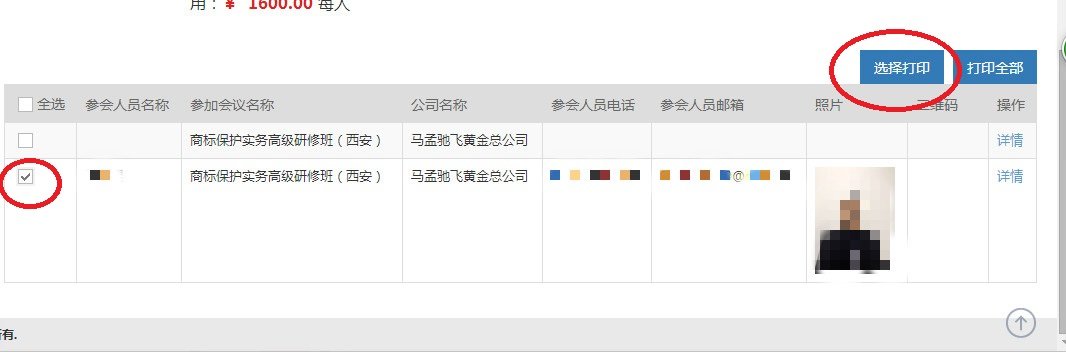 用：¥ 1600.00 每人
选择打印 打印全部
全选 参会人员名称 参加会议名称 公司名称 参会人员电话 参会人员邮箱 照片 二维码 操作
商标保护实务高级研修班（西安） 马孟驰飞黄金总公司 详情
商标保护实务高级研修班（西安） 马孟驰飞黄金总公司 @ 详情
有.